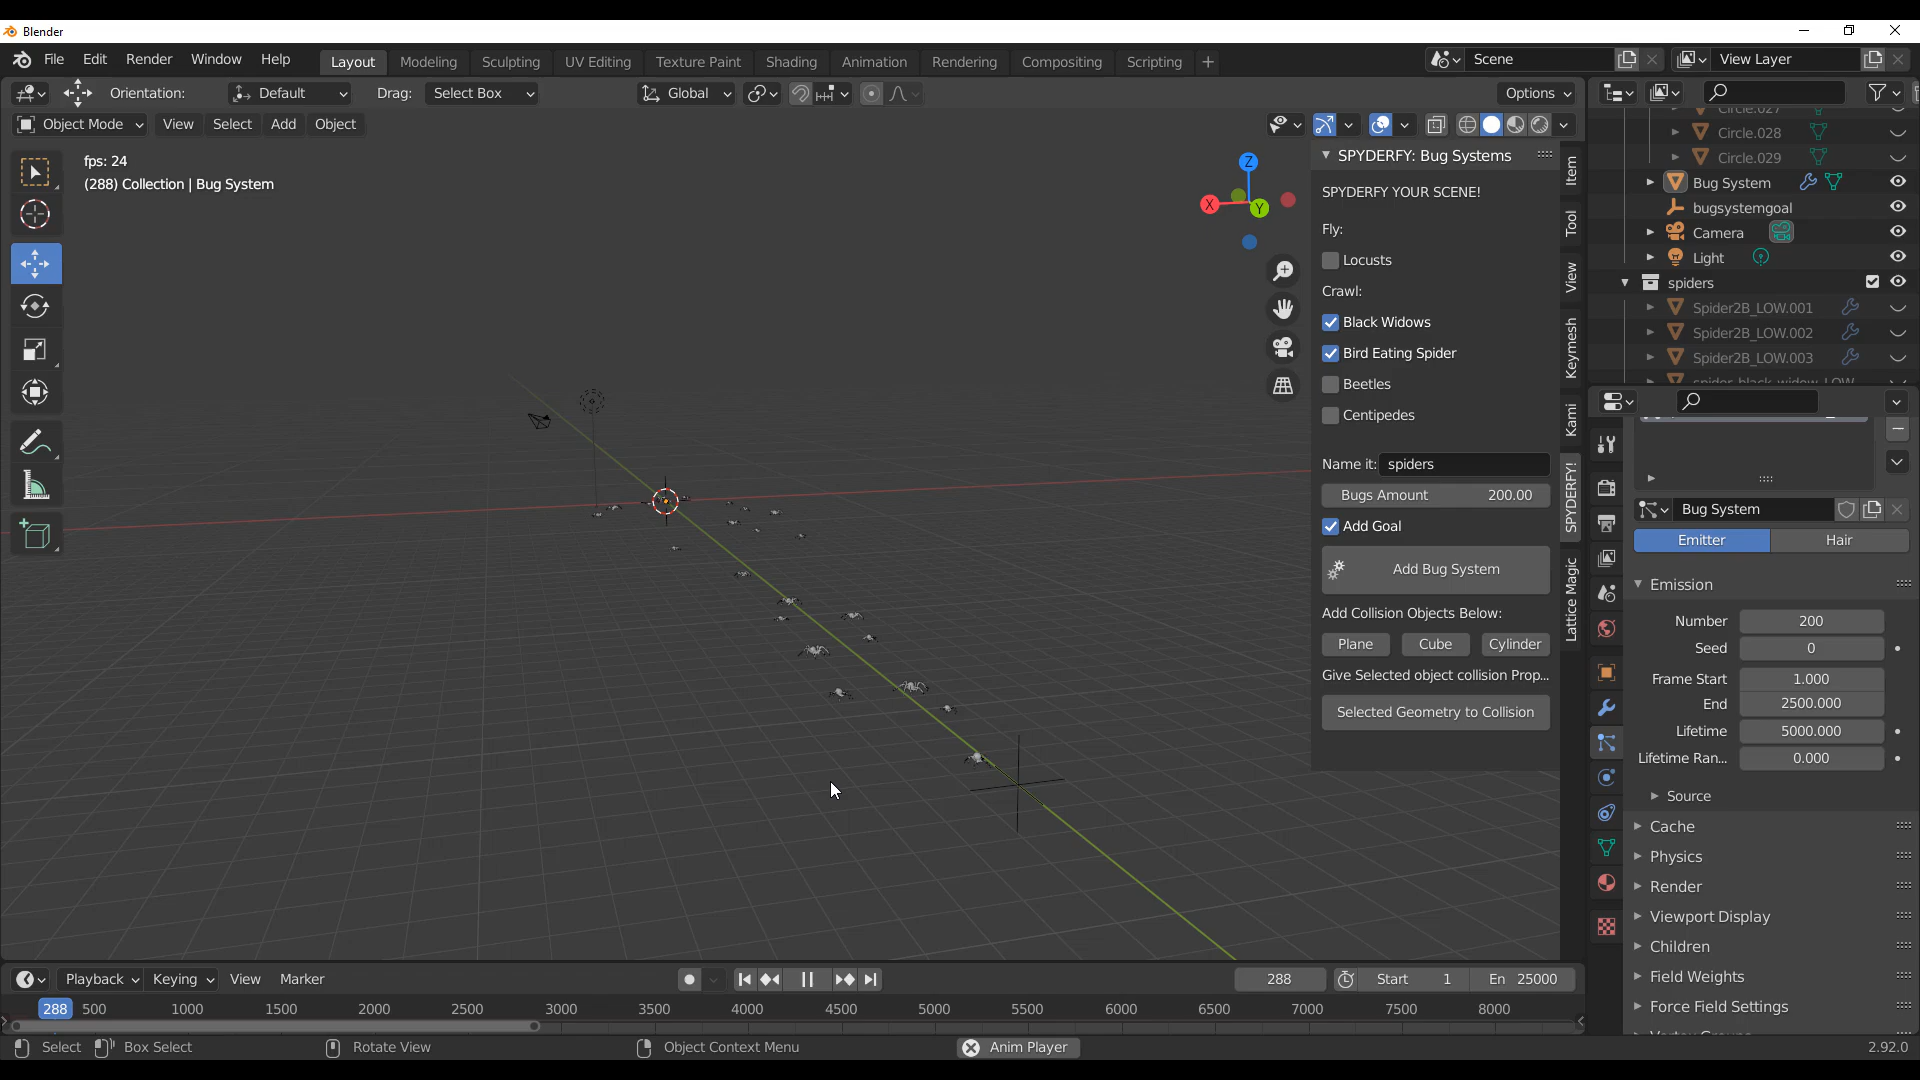 Blender
File Edit Render Window Help Layout Modeling Sculpting UV Editing Texture Paint Shading Animation Rendering Compositing Scripting + Scene View Layer
Orientation: Default Drag: Select Box Global Options
Object Mode View Select Add Object
fps: 24
(288) Collection | Bug System
Z
X
Y
SPYDERFY: Bug Systems
SPYDERFY YOUR SCENE!
Fly:
Locusts
Crawl:
Black Widows
Bird Eating Spider
Beetles
Centipedes
Name it: spiders
Bugs Amount 200.00
Add Goal
Add Bug System
Add Collision Objects Below:
Plane Cube Cylinder
Give Selected object collision Prop...
Selected Geometry to Collision
Item
Tool
View
Keymesh
Kami
SPYDERFY!
Lattice Magic
Circle.027
Circle.028
Circle.029
Bug System
bugsystemgoal
Camera
Light
spiders
Spider2B_LOW.001
Spider2B_LOW.002
Spider2B_LOW.003
spider_black_widow_LOW
Bug System
Emitter Hair
Emission
Number 200
Seed 0
Frame Start 1.000
End 2500.000
Lifetime 5000.000
Lifetime Ran... 0.000
Source
Cache
Physics
Render
Viewport Display
Children
Field Weights
Force Field Settings
Vertex Groups
Playback Keying View Marker 288 Start 1 En 25000
288 500 1000 1500 2000 2500 3000 3500 4000 4500 5000 5500 6000 6500 7000 7500 8000
Select Box Select Rotate View Object Context Menu Anim Player 2.92.0